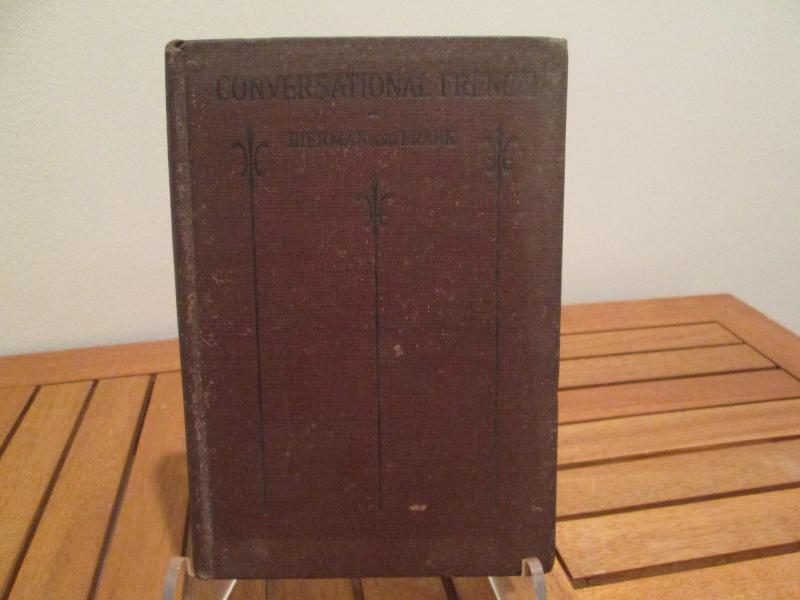 CONVERSATIONAL FRENCH
BIERMAN AND FRANK